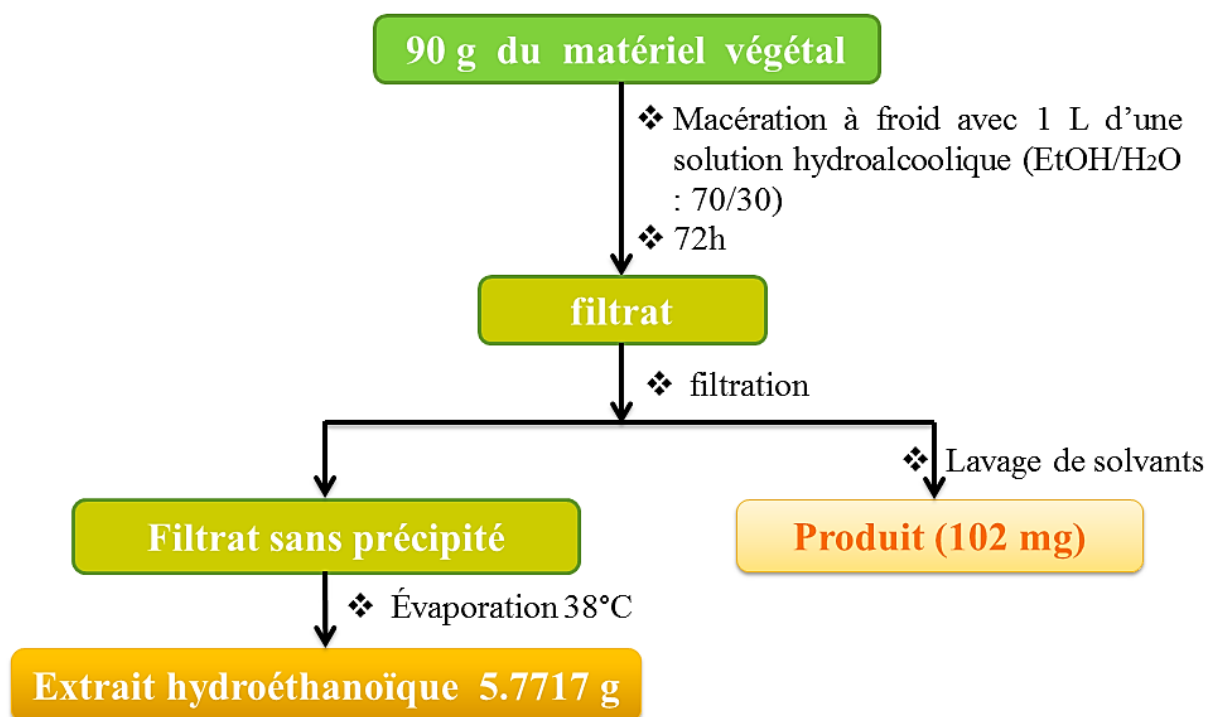 90 g du matériel végétal
❖ Macération à froid avec 1 L d’une
solution hydroalcoolique (EtOH/H2O
: 70/30)
❖ 72h
filtrat
❖ filtration
❖ Lavage de solvants
Filtrat sans précipité
Produit (102 mg)
❖ Évaporation 38°C
Extrait hydroéthanoïque 5.7717 g